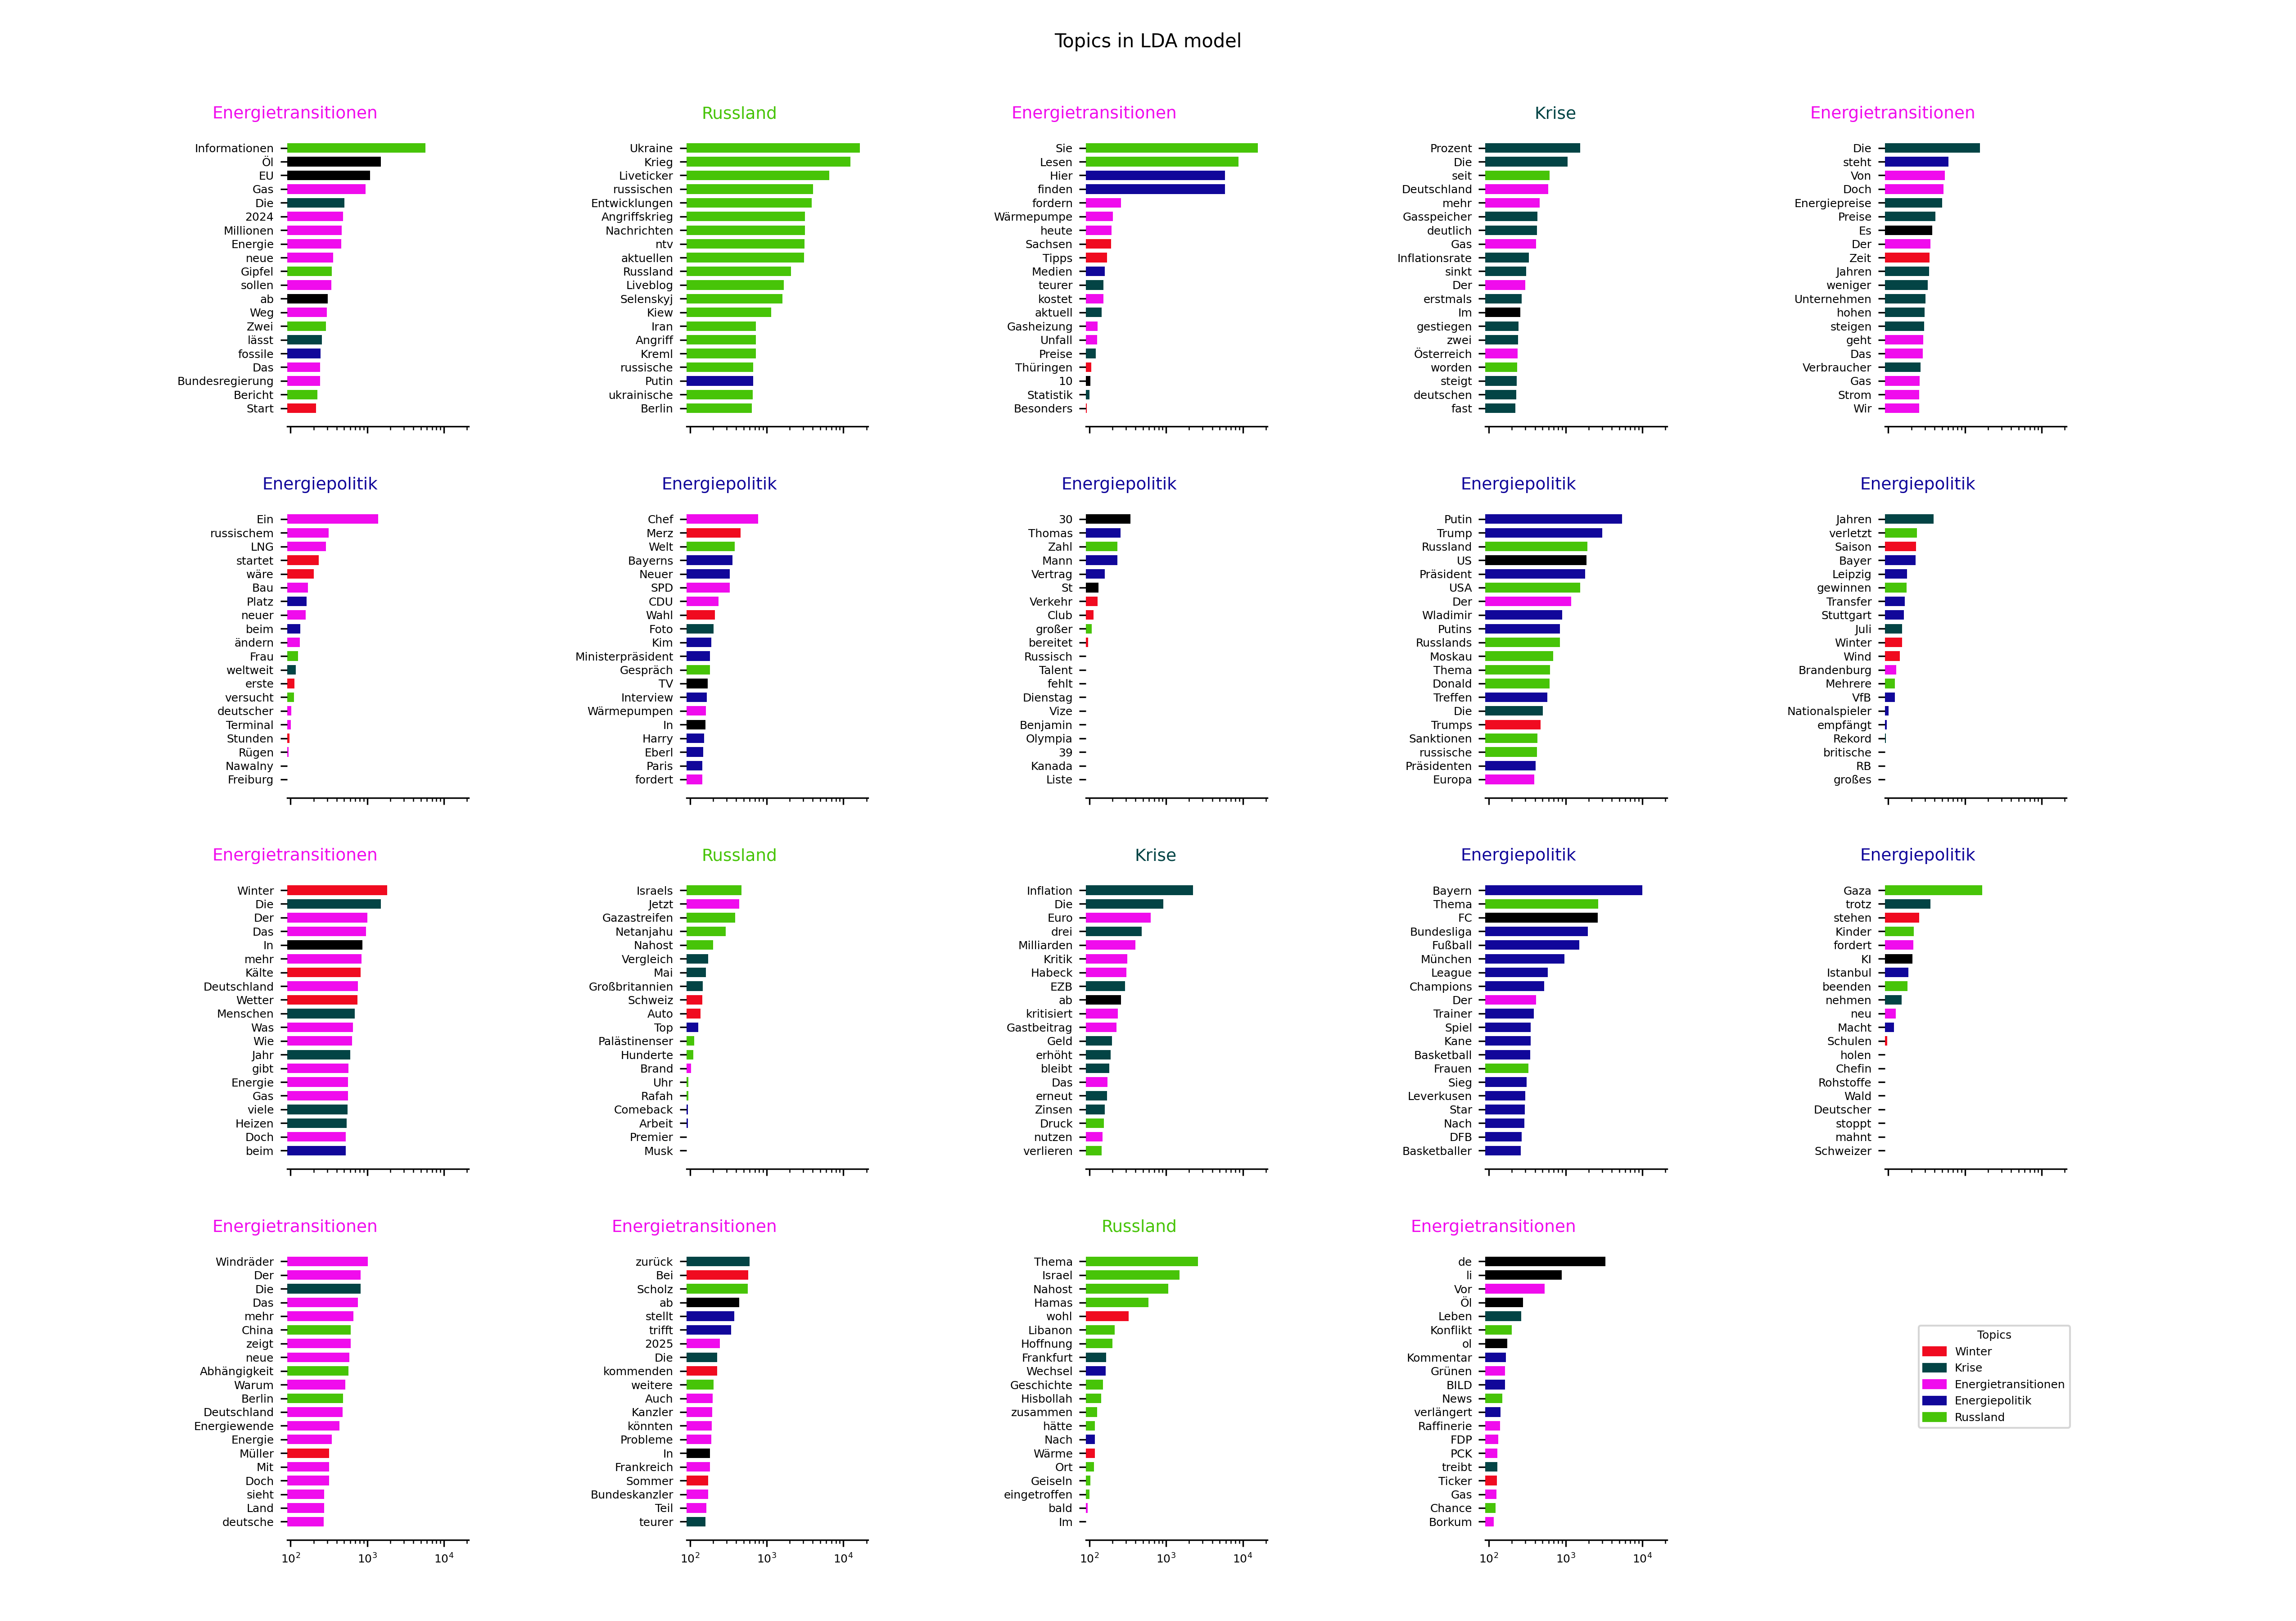 Topics in LDA model
Energietransitionen
Informationen
Öl
EU
Gas
Die
2024
Millionen
Energie
neue
Gipfel
sollen
ab
Weg
Zwei
lässt
fossile
Das
Bundesregierung
Bericht
Start
Russland
Ukraine
Krieg
Liveticker
russischen
Entwicklungen
Angriffskrieg
Nachrichten
ntv
aktuellen
Russland
Liveblog
Selenskyj
Kiew
Iran
Angriff
Kreml
russische
Putin
ukrainische
Berlin
Energietransitionen
Sie
Lesen
Hier
finden
fordern
Wärmepumpe
heute
Sachsen
Tipps
Medien
teurer
kostet
aktuell
Gasheizung
Unfall
Preise
Thüringen
10
Statistik
Besonders
Krise
Prozent
Die
seit
Deutschland
mehr
Gasspeicher
deutlich
Gas
Inflationsrate
sinkt
Der
erstmals
Im
gestiegen
zwei
Österreich
worden
steigt
deutschen
fast
Energietransitionen
Die
steht
Von
Doch
Energiepreise
Preise
Es
Der
Zeit
Jahren
weniger
Unternehmen
hohen
steigen
geht
Das
Verbraucher
Gas
Strom
Wir
Energiepolitik
Ein
russischem
LNG
startet
wäre
Bau
Platz
neuer
beim
ändern
Frau
weltweit
erste
versucht
deutscher
Terminal
Stunden
Rügen
Nawalny
Freiburg
Energiepolitik
Chef
Merz
Welt
Bayerns
Neuer
SPD
CDU
Wahl
Foto
Kim
Ministerpräsident
Gespräch
TV
Interview
Wärmepumpen
In
Harry
Eberl
Paris
fordert
Energiepolitik
30
Thomas
Zahl
Mann
Vertrag
St
Verkehr
Club
großer
bereitet
Russisch
Talent
fehlt
Dienstag
Vize
Benjamin
Olympia
39
Kanada
Liste
Energiepolitik
Putin
Trump
Russland
US
Präsident
USA
Der
Wladimir
Putins
Russlands
Moskau
Thema
Donald
Treffen
Die
Trumps
Sanktionen
russische
Präsidenten
Europa
Energiepolitik
Jahren
verletzt
Saison
Bayer
Leipzig
gewinnen
Transfer
Stuttgart
Juli
Winter
Wind
Brandenburg
Mehrere
VfB
Nationalspieler
empfängt
Rekord
britische
RB
großes
Energietransitionen
Winter
Die
Der
Das
In
mehr
Kälte
Deutschland
Wetter
Menschen
Was
Wie
Jahr
gibt
Energie
Gas
viele
Heizen
Doch
beim
Russland
Israels
Jetzt
Gazastreifen
Netanjahu
Nahost
Vergleich
Mai
Großbritannien
Schweiz
Auto
Top
Palästinenser
Hunderte
Brand
Uhr
Rafah
Comeback
Arbeit
Premier
Musk
Krise
Inflation
Die
Euro
drei
Milliarden
Kritik
Habeck
EZB
ab
kritisiert
Gastbeitrag
Geld
erhöht
bleibt
Das
erneut
Zinsen
Druck
nutzen
verlieren
Energiepolitik
Bayern
Thema
FC
Bundesliga
Fußball
München
League
Champions
Der
Trainer
Spiel
Kane
Basketball
Frauen
Sieg
Leverkusen
Star
Nach
DFB
Basketballer
Energiepolitik
Gaza
trotz
stehen
Kinder
fordert
KI
Istanbul
beenden
nehmen
neu
Macht
Schulen
holen
Chefin
Rohstoffe
Wald
Deutscher
stoppt
mahnt
Schweizer
Energietransitionen
Windräder
Der
Die
Das
mehr
China
zeigt
neue
Abhängigkeit
Warum
Berlin
Deutschland
Energiewende
Energie
Müller
Mit
Doch
sieht
Land
deutsche
10²
10³
10⁴
Energietransitionen
zurück
Bei
Scholz
ab
stellt
trifft
2025
Die
kommenden
weitere
Auch
Kanzler
könnten
Probleme
In
Frankreich
Sommer
Bundeskanzler
Teil
teurer
10²
10³
10⁴
Russland
Thema
Israel
Nahost
Hamas
wohl
Libanon
Hoffnung
Frankfurt
Wechsel
Geschichte
Hisbollah
zusammen
hätte
Nach
Wärme
Ort
Geiseln
eingetroffen
bald
Im
10²
10³
10⁴
Energietransitionen
de
li
Vor
Öl
Leben
Konflikt
ol
Kommentar
Grünen
BILD
News
verlängert
Raffinerie
FDP
PCK
treibt
Ticker
Gas
Chance
Borkum
10²
10³
10⁴
Topics
Winter
Krise
Energietransitionen
Energiepolitik
Russland